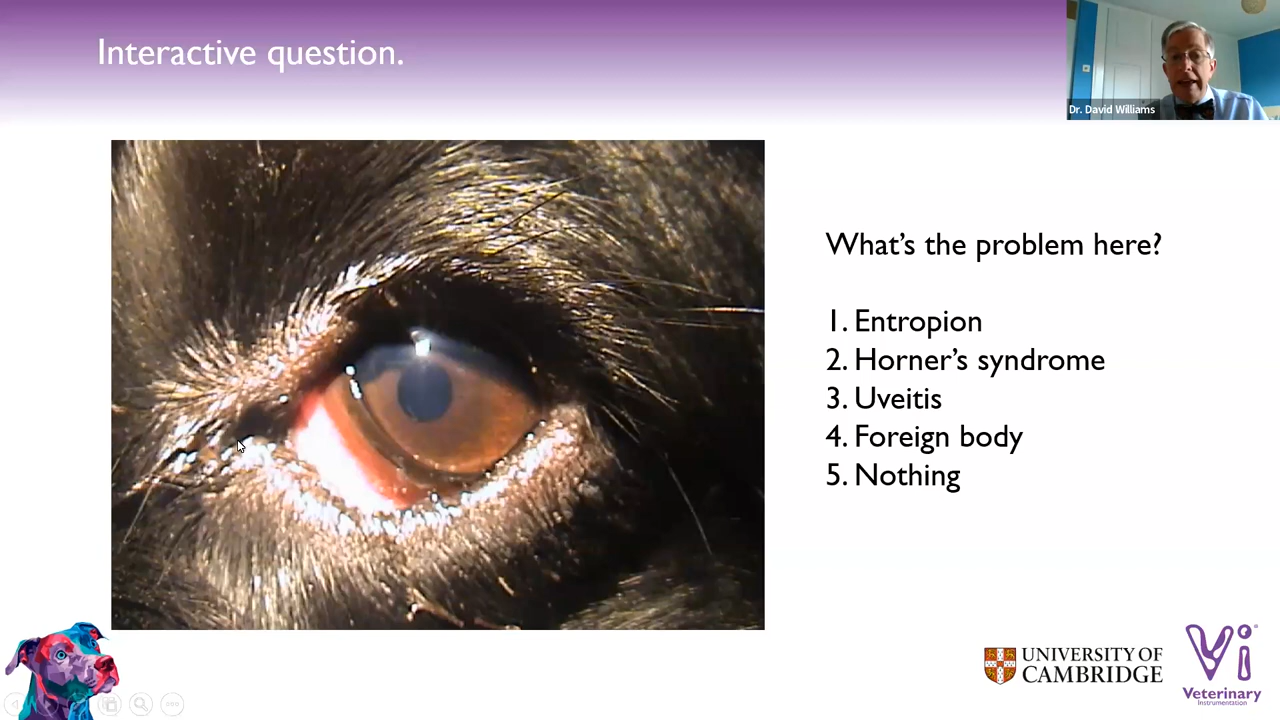 Interactive question.
Dr. David Williams
What's the problem here?
1. Entropion
2. Horner's syndrome
3. Uveitis
4. Foreign body
5. Nothing
UNIVERSITY OF
CAMBRIDGE
Vi
Veterinary
Instrumentation